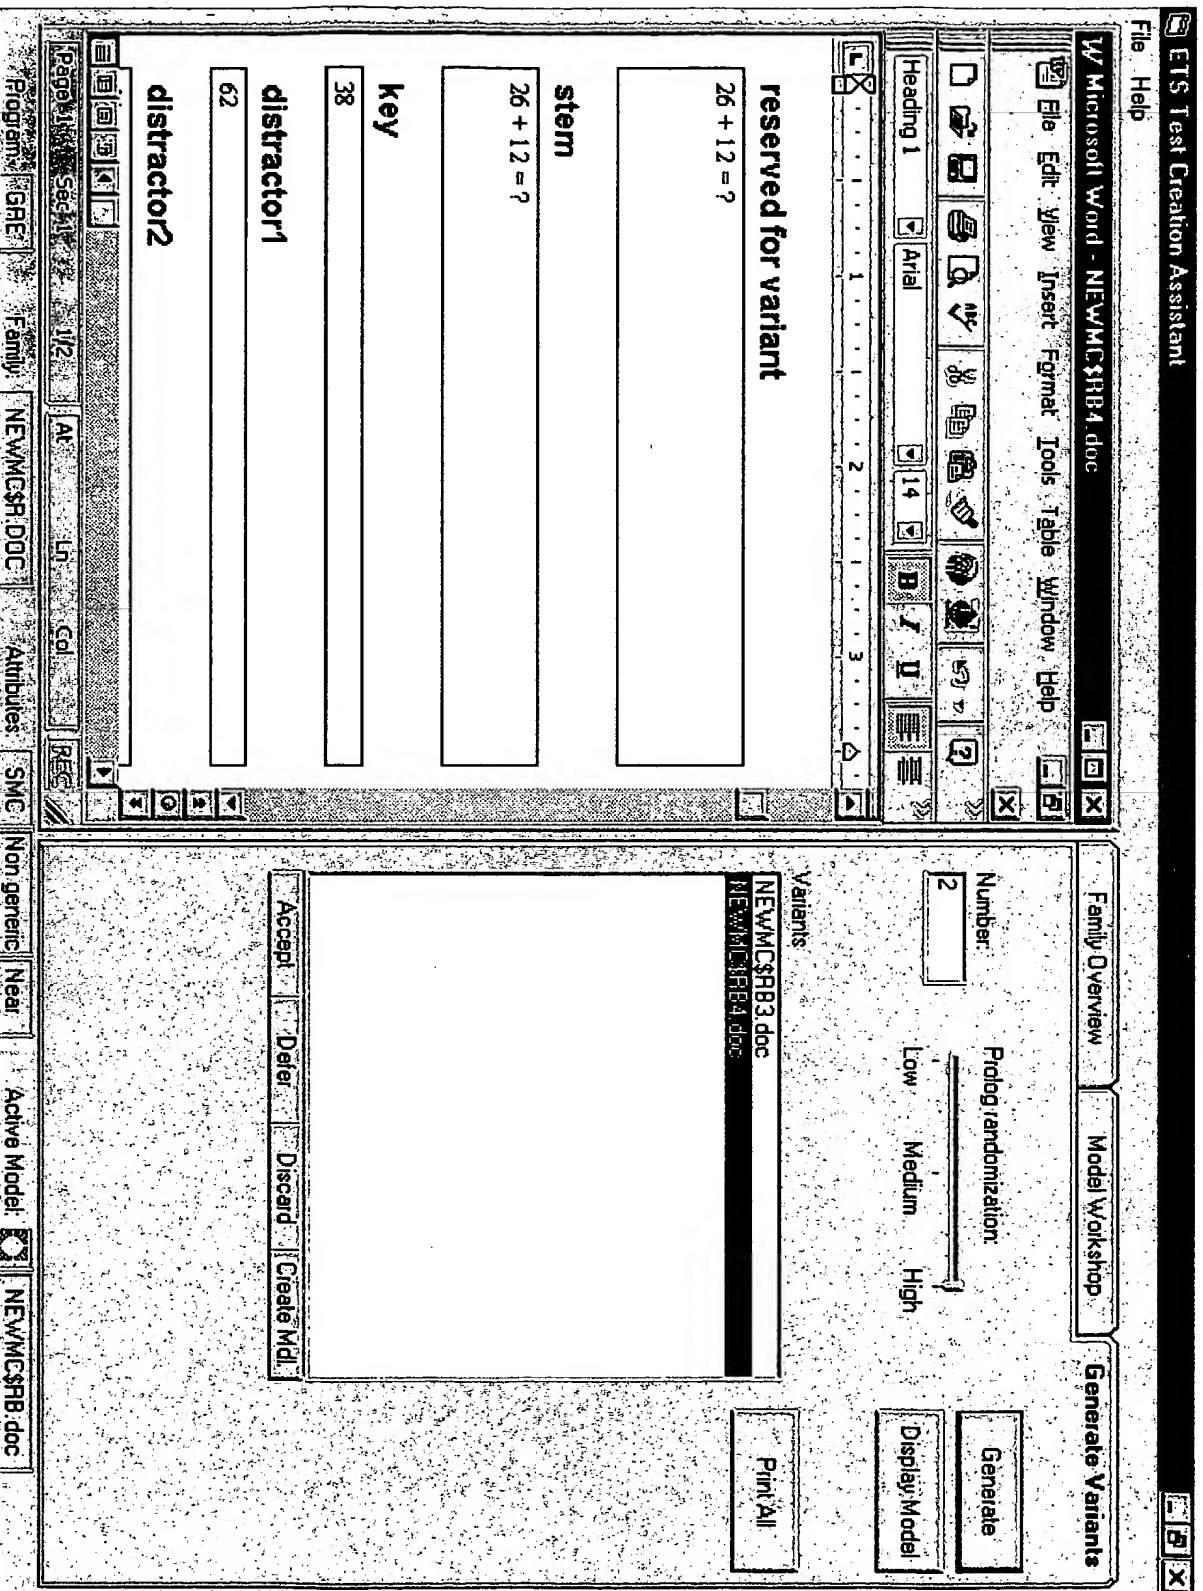 ETS Test Creation Assistant
File Help
W Microsoft Word - NEWMC$RB4.doc
File Edit View Insert Format Tools Table Window Help
Heading 1 Arial 14 B I U
1 2 3
reserved for variant
26 + 12 = ?
stem
26 + 12 = ?
key
38
distractor1
62
distractor2
Page 1 Sec 1 1/2 At Ln Col REC
Family Overview Model Workshop Generate Variants
Number:
2
Prolog randomization:
Low Medium High
Generate
Display Model
Variants:
NEWMC$RB3.doc
NEWMC$RB4.doc
Print All
Accept Defer Discard Create Mdl.
Program: GRE Family: NEWMC$R.DOC Attributes SMC Non generic Near Active Model: NEWMC$RB.doc